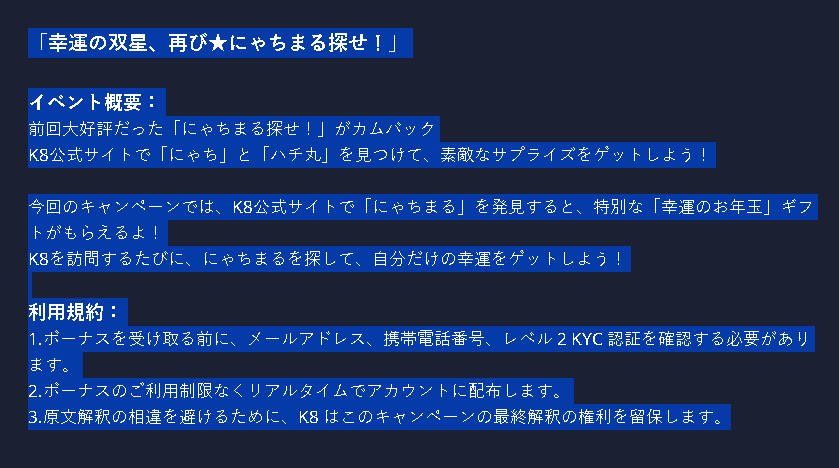 「幸運の双星、再び★にゃちまる探せ！」
イベント概要：
前回大好評だった「にゃちまる探せ！」がカムバック
K8公式サイトで「にゃち」と「ハチ丸」を見つけて、素敵なサプライズをゲットしよう！
今回のキャンペーンでは、K8公式サイトで「にゃちまる」を発見すると、特別な「幸運のお年玉」ギフ
トがもらえるよ！
K8を訪問するたびに、にゃちまるを探して、自分だけの幸運をゲットしよう！
利用規約：
1.ボーナスを受け取る前に、メールアドレス、携帯電話番号、レベル 2 KYC 認証を確認する必要があり
ます。
2.ボーナスのご利用制限なくリアルタイムでアカウントに配布します。
3.原文解釈の相違を避けるために、K8 はこのキャンペーンの最終解釈の権利を留保します。